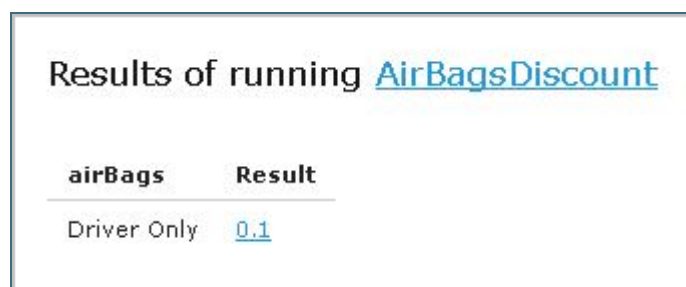 Results of running AirBagsDiscount
airBags Result
Driver Only 0.1